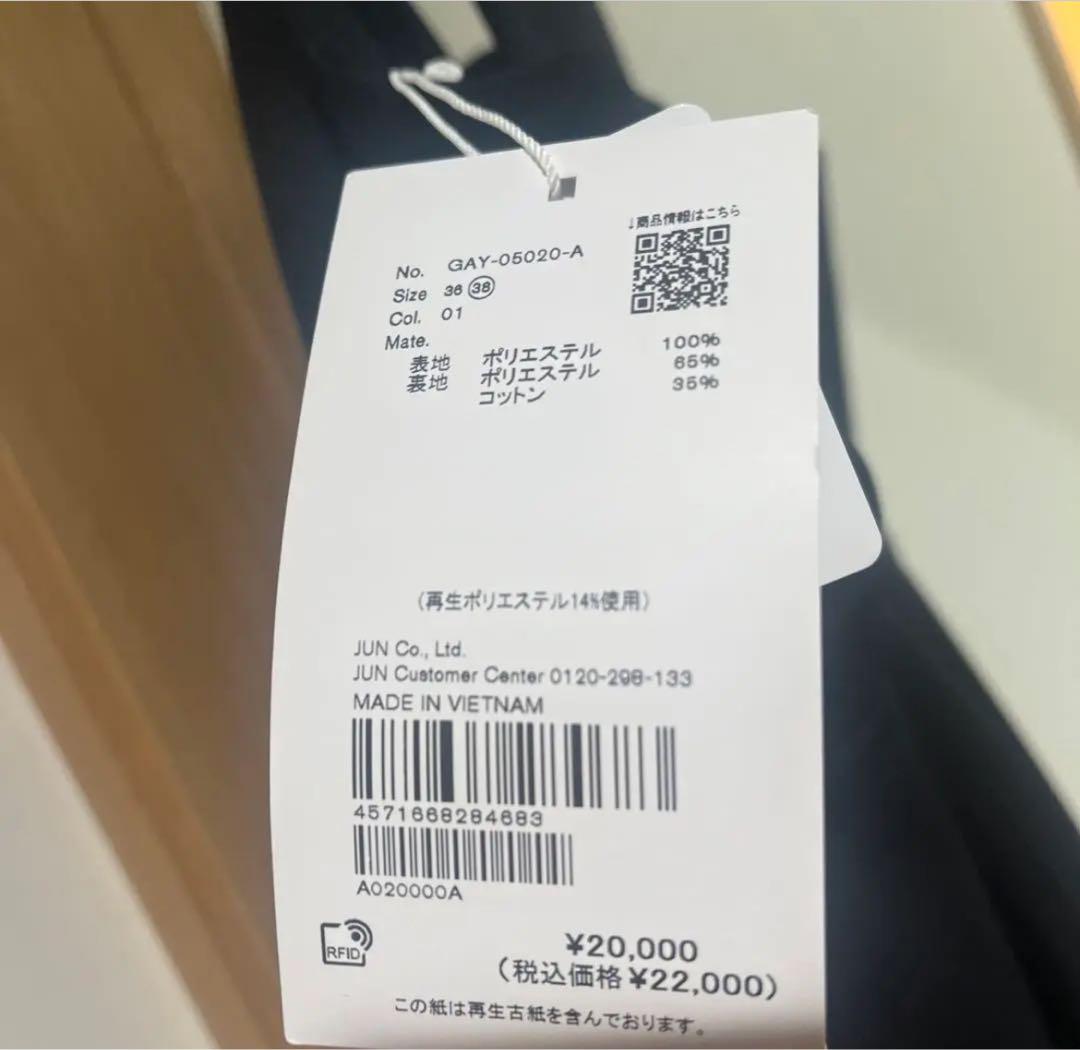 ↓商品情報はこちら
No. GAY-05020-A
Size 36 38
Col. 01
Mate.
表地 ポリエステル 100%
裏地 ポリエステル 65%
コットン 35%
(再生ポリエステル14%使用)
JUN Co., Ltd.
JUN Customer Center 0120-298-133
MADE IN VIETNAM
4571668284683
A020000A
RFID
¥20,000
(税込価格¥22,000)
この紙は再生古紙を含んでおります。